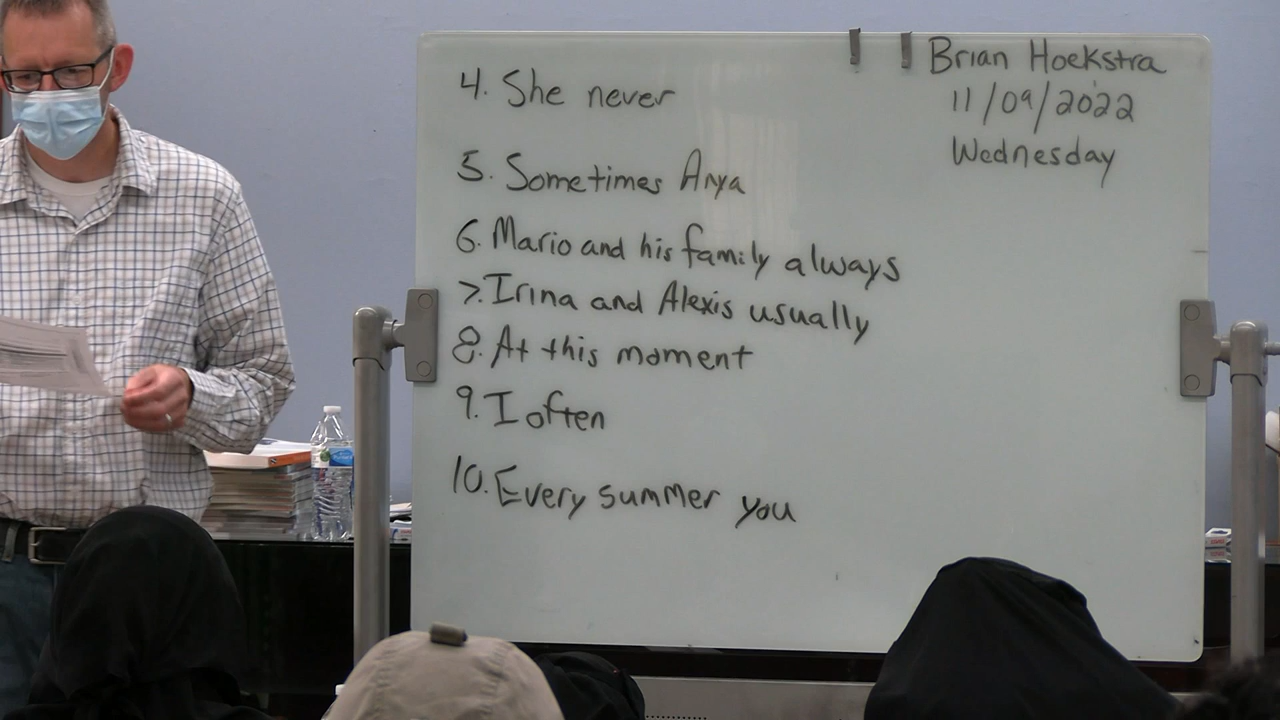 4. She never
5. Sometimes Anya
6. Mario and his family always
7. Irina and Alexis usually
8. At this moment
9. I often
10. Every summer you
Brian Hoekstra
11/09/2022
Wednesday